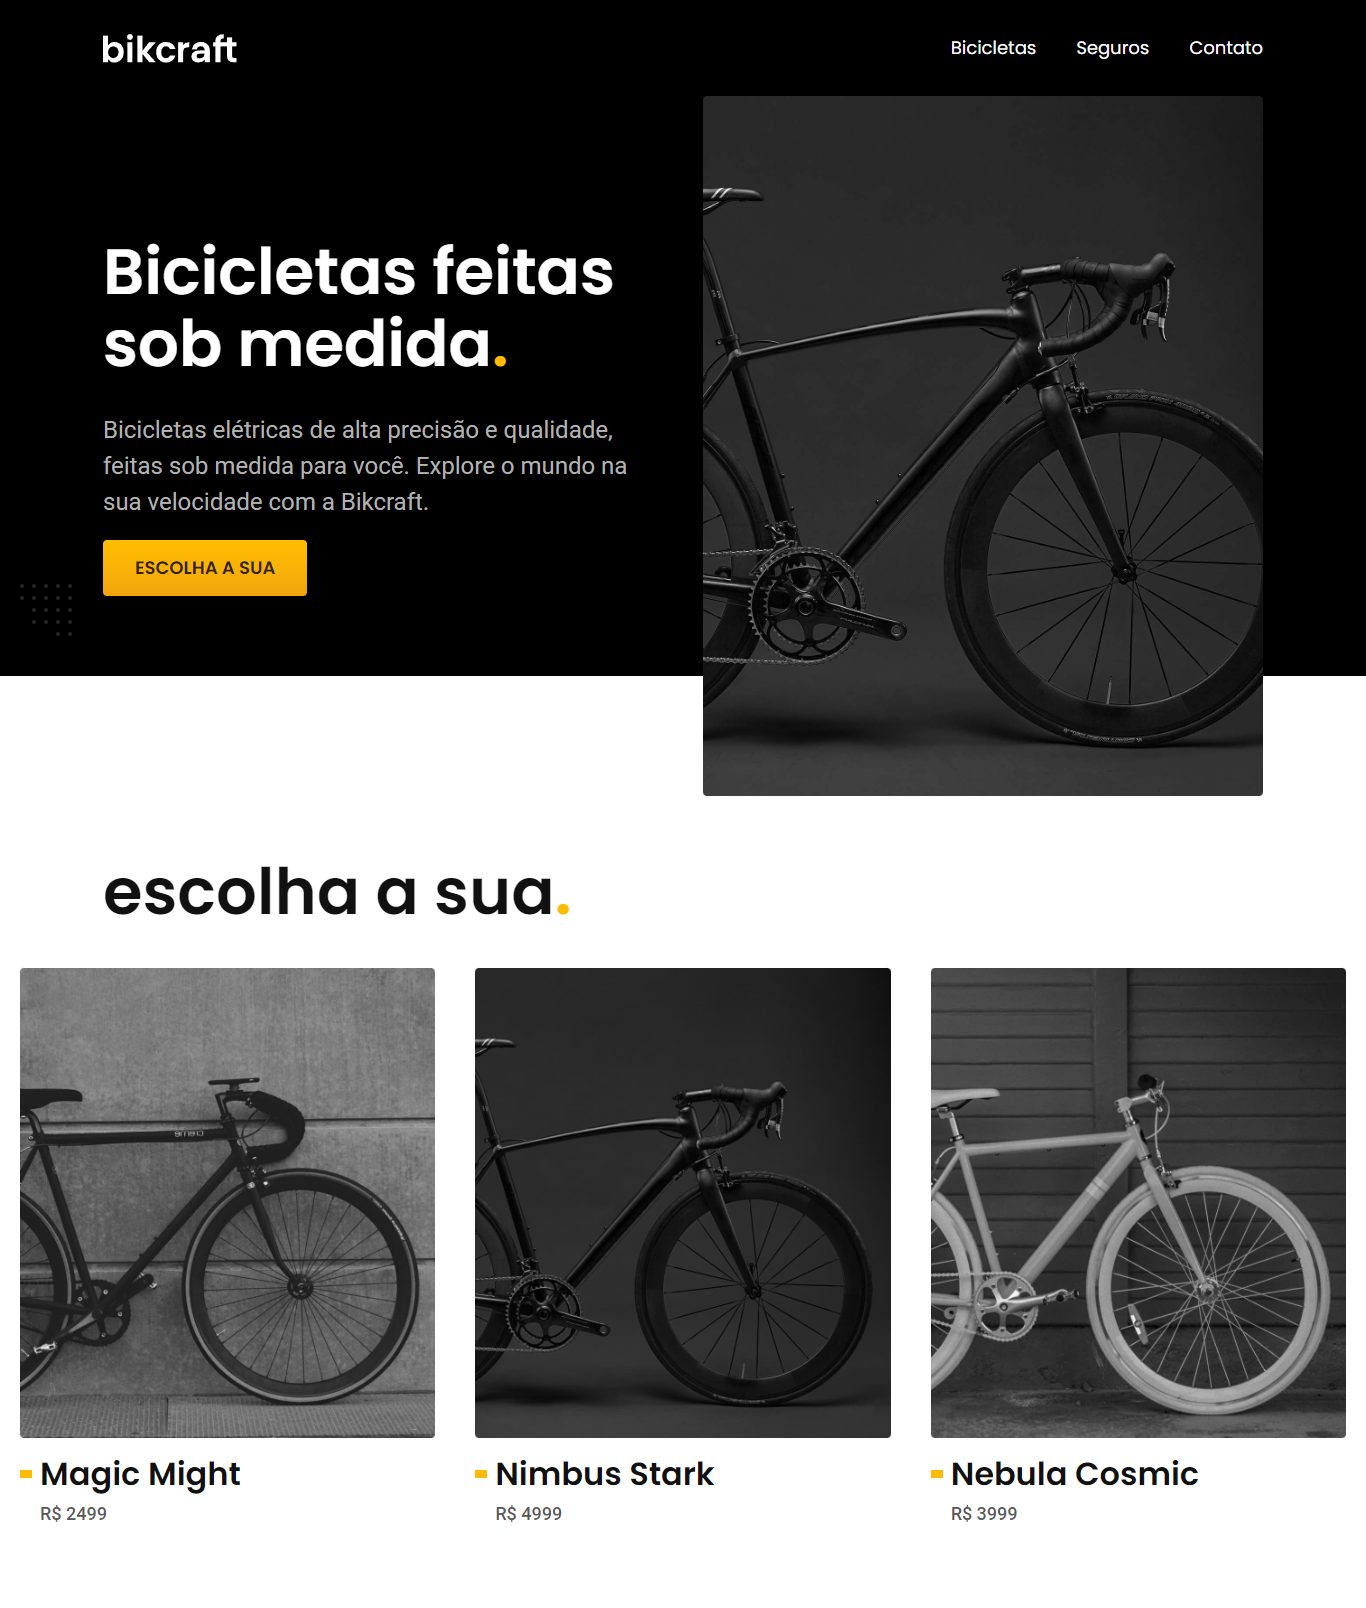 bikcraft
Bicicletas Seguros Contato
Bicicletas feitas
sob medida.
Bicicletas elétricas de alta precisão e qualidade,
feitas sob medida para você. Explore o mundo na
sua velocidade com a Bikcraft.
ESCOLHA A SUA
escolha a sua.
Magic Might
R$ 2499
Nimbus Stark
R$ 4999
Nebula Cosmic
R$ 3999